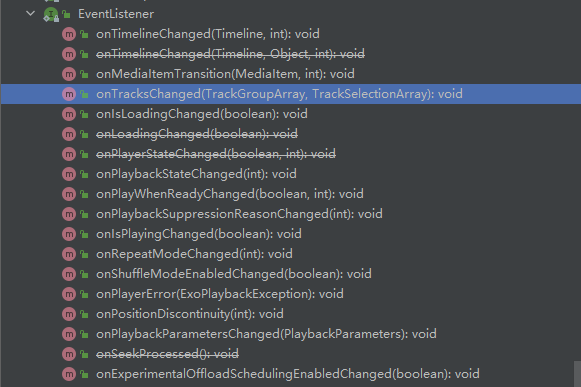 EventListener
onTimelineChanged(Timeline, int): void
onTimelineChanged(Timeline, Object, int): void
onMediaItemTransition(MediaItem, int): void
onTracksChanged(TrackGroupArray, TrackSelectionArray): void
onIsLoadingChanged(boolean): void
onLoadingChanged(boolean): void
onPlayerStateChanged(boolean, int): void
onPlaybackStateChanged(int): void
onPlayWhenReadyChanged(boolean, int): void
onPlaybackSuppressionReasonChanged(int): void
onIsPlayingChanged(boolean): void
onRepeatModeChanged(int): void
onShuffleModeEnabledChanged(boolean): void
onPlayerError(ExoPlaybackException): void
onPositionDiscontinuity(int): void
onPlaybackParametersChanged(PlaybackParameters): void
onSeekProcessed(): void
onExperimentalOffloadSchedulingEnabledChanged(boolean): void